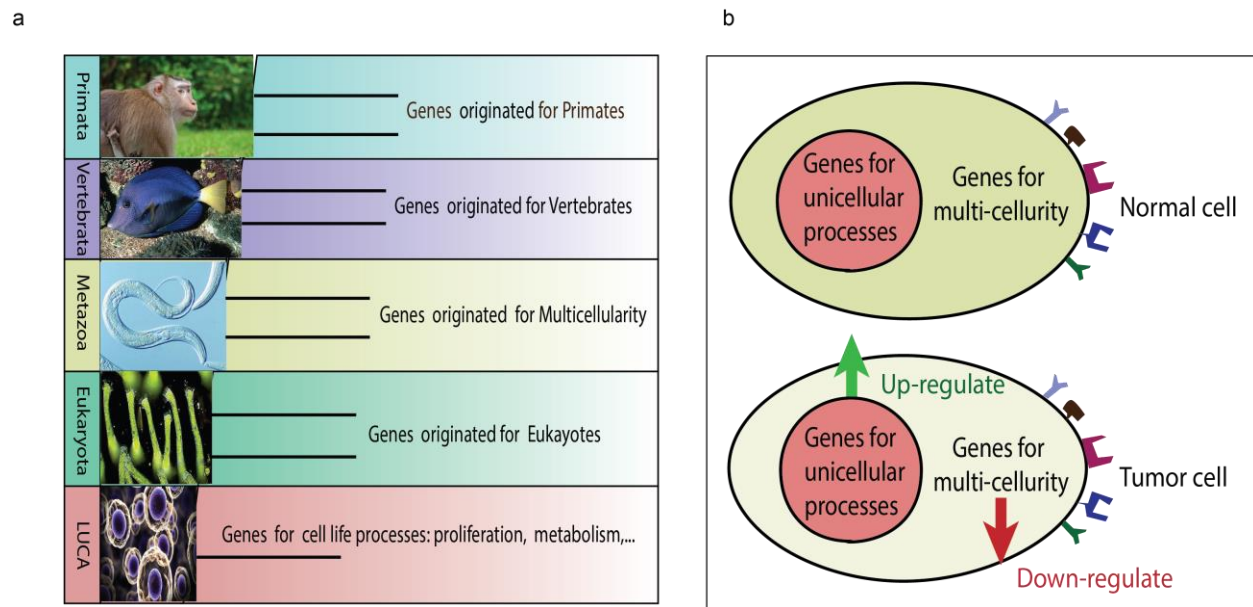 a
b
Primata
Genes originated for Primates
Vertebrata
Genes originated for Vertebrates
Metazoa
Genes originated for Multicellularity
Eukaryota
Genes originated for Eukayotes
LUCA
Genes for cell life processes: proliferation, metabolism,...
Genes for
unicellular
processes
Genes for
multi-cellurity
Normal cell
Up-regulate
Genes for
unicellular
processes
Genes for
multi-cellurity
Tumor cell
Down-regulate